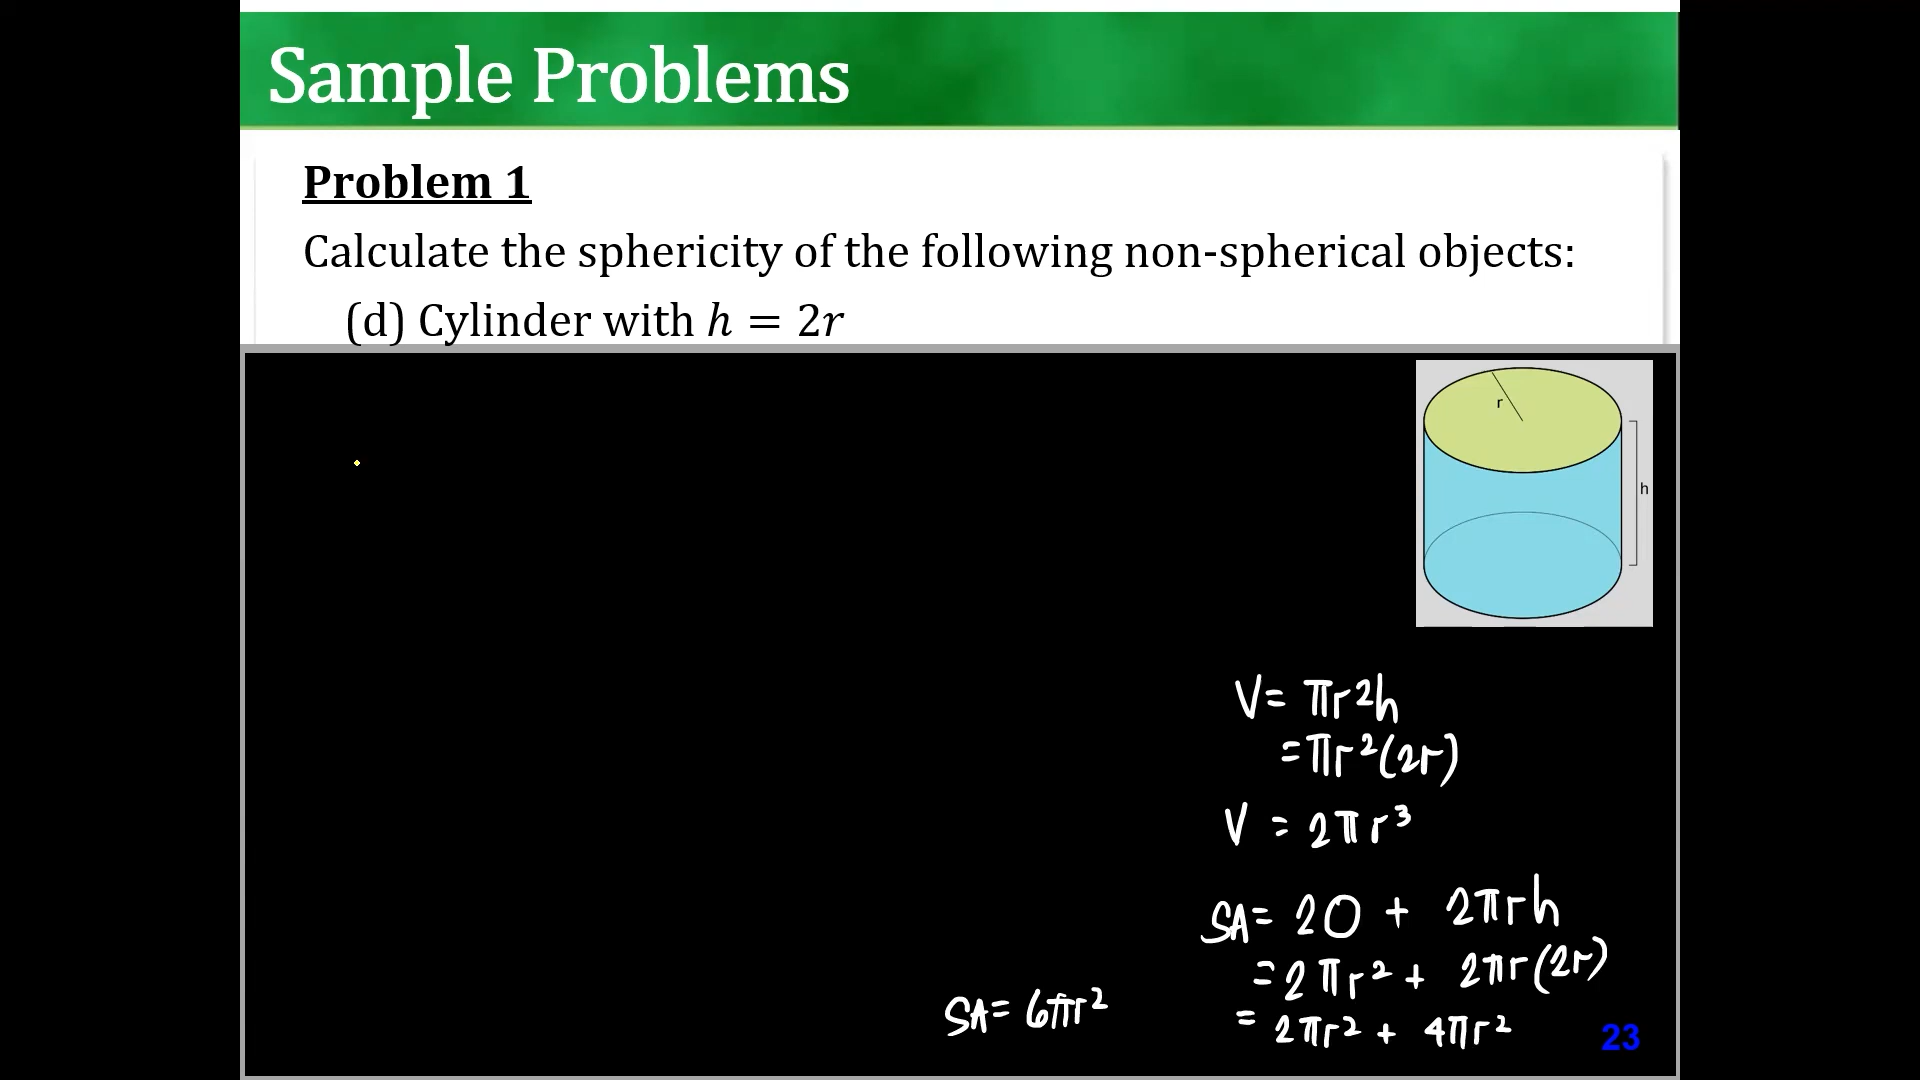 Sample Problems
Problem 1
Calculate the sphericity of the following non-spherical objects:
(d) Cylinder with h = 2r
r
h
V= πr2h
=πr²(2r)
V = 2πr³
SA= 2O + 2πrh
=2πr² + 2πr(2r)
= 2πr² + 4πr²
SA= 6πr²
23